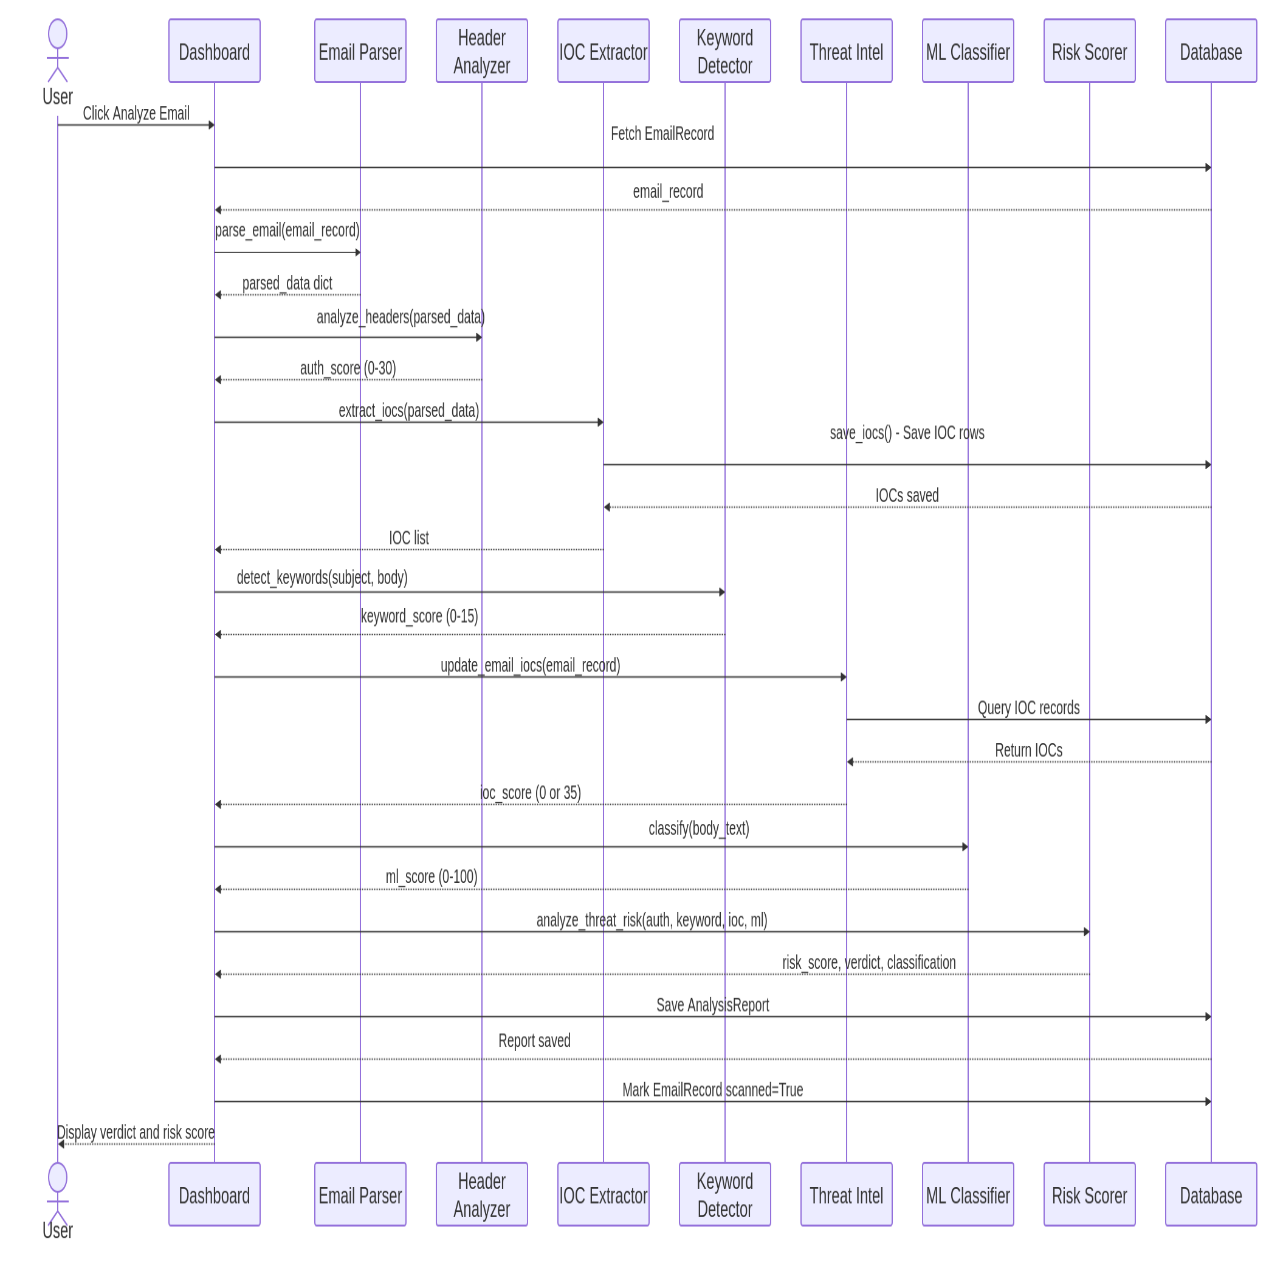 Dashboard
Email Parser
Header
Analyzer
IOC Extractor
Keyword
Detector
Threat Intel
ML Classifier
Risk Scorer
Database
User
Click Analyze Email
Fetch EmailRecord
email_record
parse_email(email_record)
parsed_data dict
analyze_headers(parsed_data)
auth_score (0-30)
extract_iocs(parsed_data)
save_iocs() - Save IOC rows
IOCs saved
IOC list
detect_keywords(subject, body)
keyword_score (0-15)
update_email_iocs(email_record)
Query IOC records
Return IOCs
ioc_score (0 or 35)
classify(body_text)
ml_score (0-100)
analyze_threat_risk(auth, keyword, ioc, ml)
risk_score, verdict, classification
Save AnalysisReport
Report saved
Mark EmailRecord scanned=True
Display verdict and risk score
Dashboard
Email Parser
Header
Analyzer
IOC Extractor
Keyword
Detector
Threat Intel
ML Classifier
Risk Scorer
Database
User